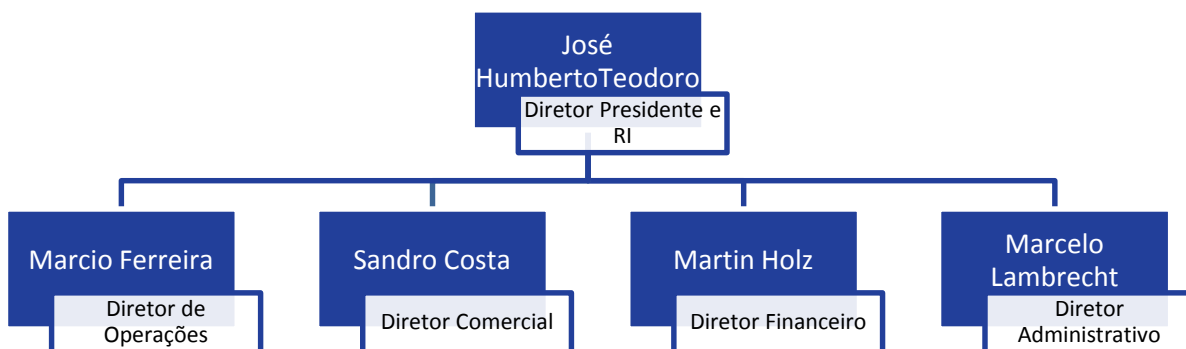 José
HumbertoTeodoro
Diretor Presidente e
RI
Marcio Ferreira
Diretor de
Operações
Sandro Costa
Diretor Comercial
Martin Holz
Diretor Financeiro
Marcelo
Lambrecht
Diretor
Administrativo